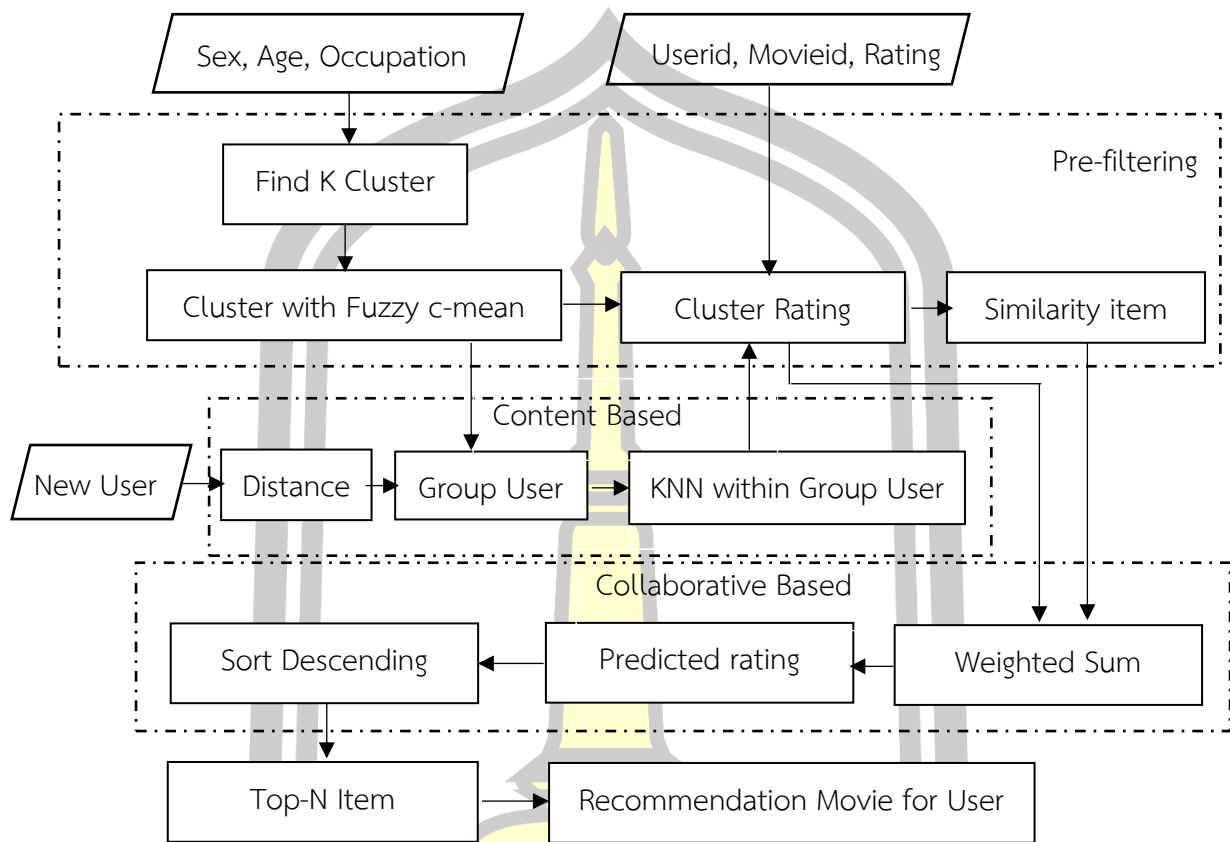 Sex, Age, Occupation
Userid, Movieid, Rating
Pre-filtering
Find K Cluster
Cluster with Fuzzy c-mean
Cluster Rating
Similarity item
Content Based
New User
Distance
Group User
KNN within Group User
Collaborative Based
Sort Descending
Predicted rating
Weighted Sum
Top-N Item
Recommendation Movie for User